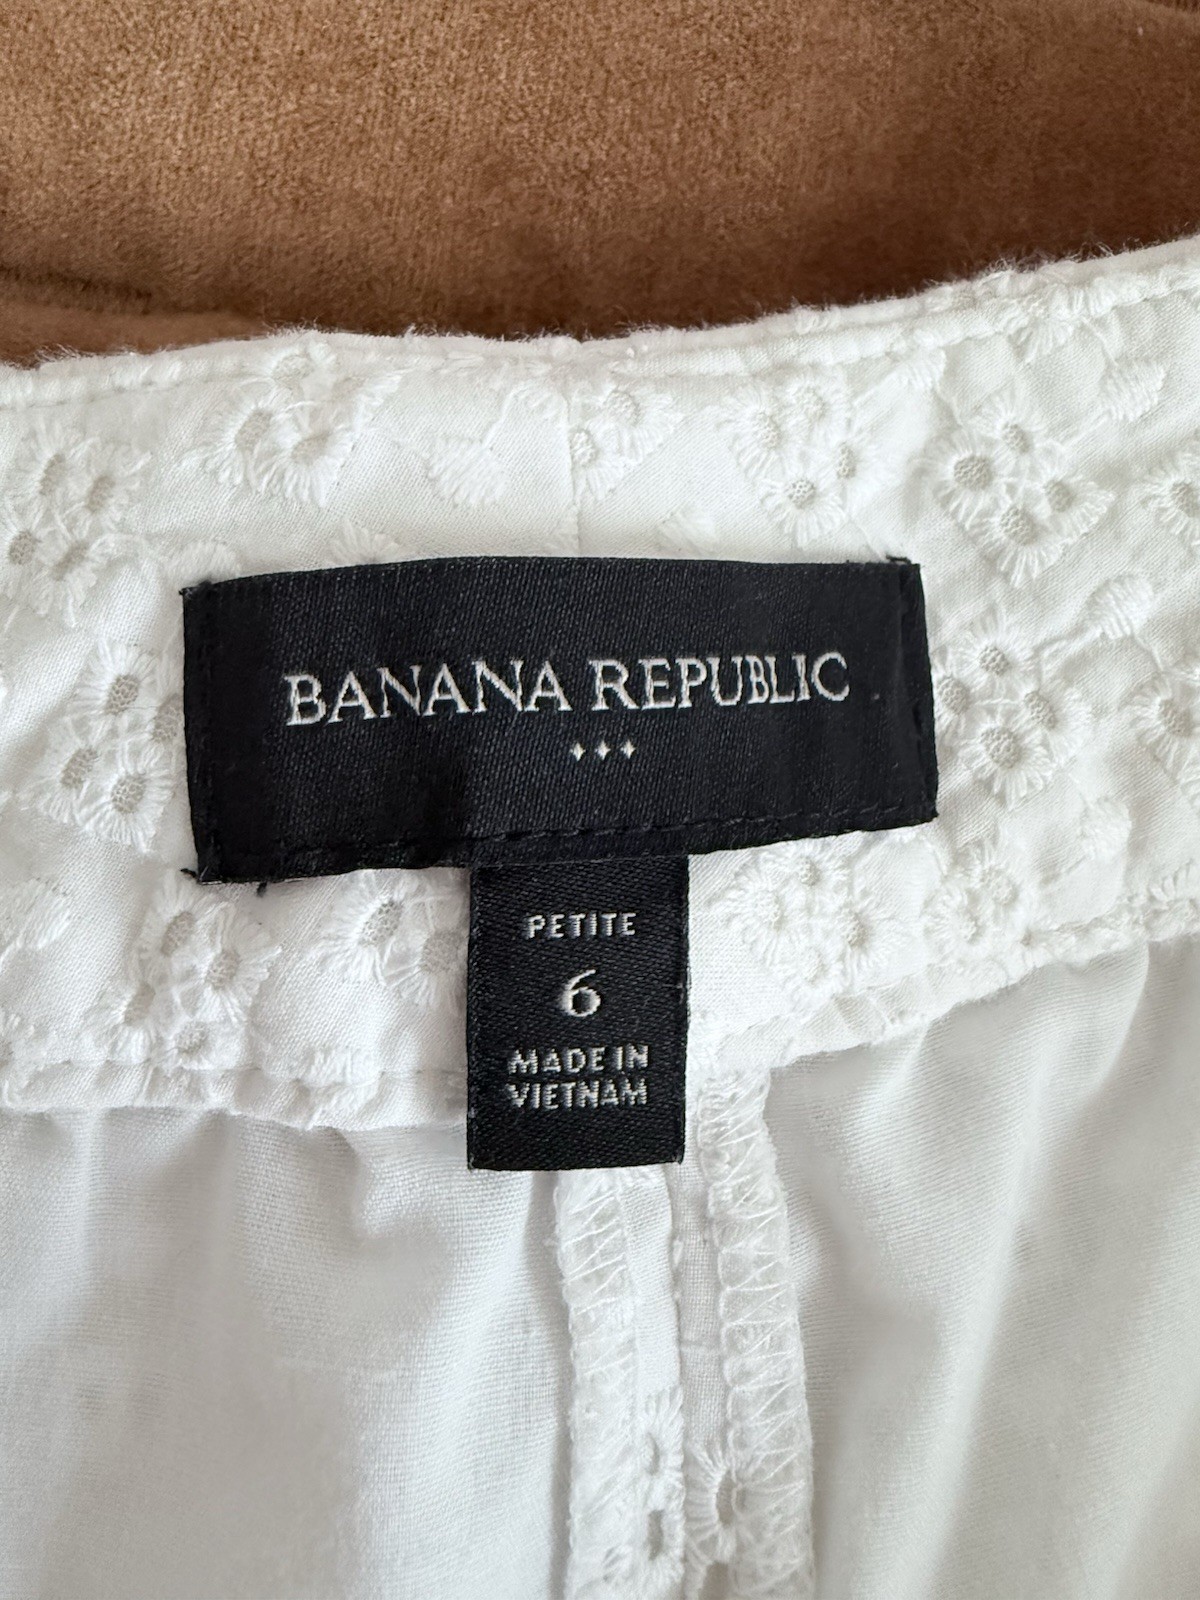 BANANA REPUBLIC
PETITE
6
MADE IN
VIETNAM